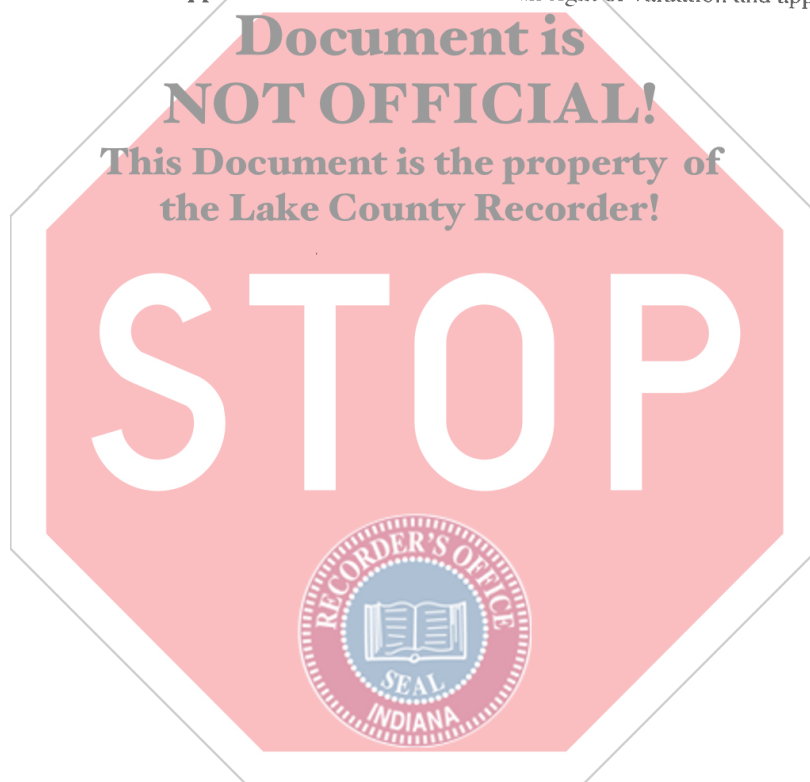 Document is
NOT OFFICIAL!
This Document is the property of
the Lake County Recorder!
STOP
RECORDER'S OFFICE
SEAL
INDIANA